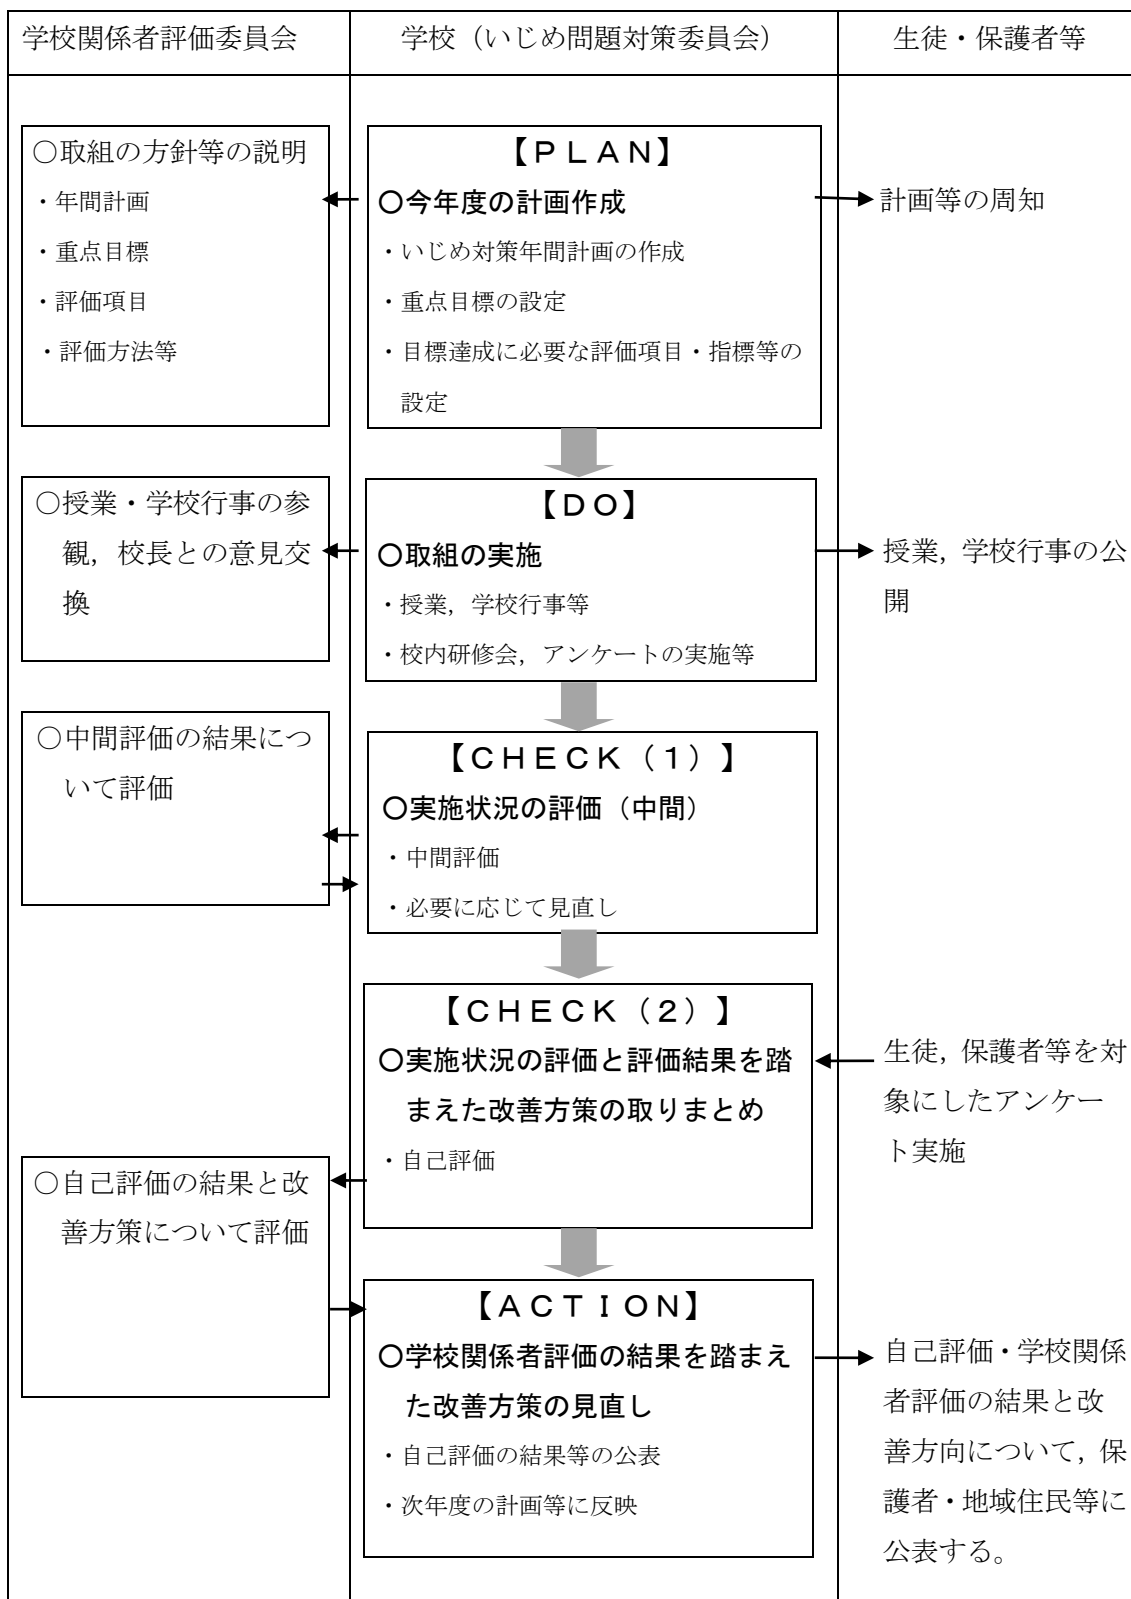 学校関係者評価委員会
学校（いじめ問題対策委員会）
生徒・保護者等
○取組の方針等の説明
・年間計画
・重点目標
・評価項目
・評価方法等
【ＰＬＡＮ】
○今年度の計画作成
・いじめ対策年間計画の作成
・重点目標の設定
・目標達成に必要な評価項目・指標等の
設定
計画等の周知
○授業・学校行事の参
観，校長との意見交
換
【ＤＯ】
○取組の実施
・授業，学校行事等
・校内研修会，アンケートの実施等
授業，学校行事の公
開
○中間評価の結果につ
いて評価
【ＣＨＥＣＫ（１）】
○実施状況の評価（中間）
・中間評価
・必要に応じて見直し
【ＣＨＥＣＫ（２）】
○実施状況の評価と評価結果を踏
まえた改善方策の取りまとめ
・自己評価
生徒，保護者等を対
象にしたアンケー
ト実施
○自己評価の結果と改
善方策について評価
【ＡＣＴＩＯＮ】
○学校関係者評価の結果を踏まえ
た改善方策の見直し
・自己評価の結果等の公表
・次年度の計画等に反映
自己評価・学校関係
者評価の結果と改
善方向について，保
護者・地域住民等に
公表する。